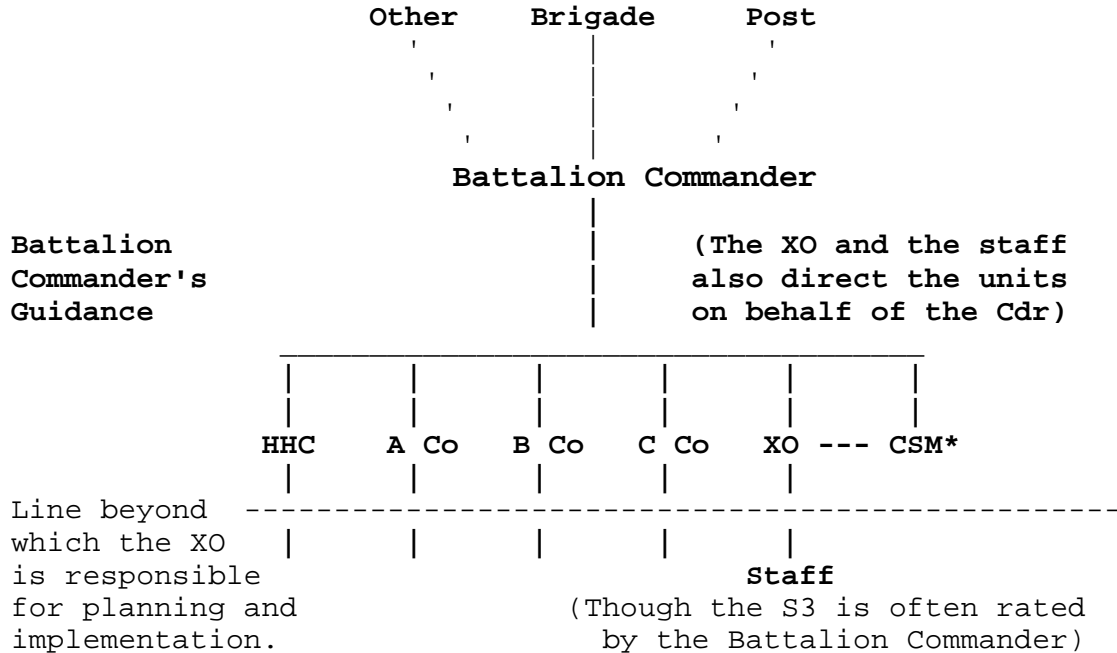 Other Brigade Post
Battalion Commander
Battalion (The XO and the staff
Commander's also direct the units
Guidance on behalf of the Cdr)
HHC A Co B Co C Co XO --- CSM*
Line beyond
which the XO
is responsible Staff
for planning and (Though the S3 is often rated
implementation. by the Battalion Commander)